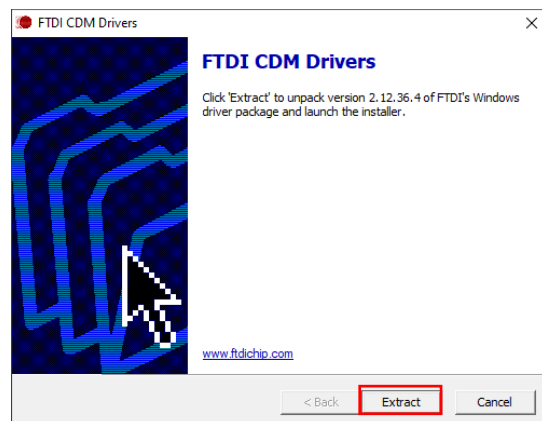 FTDI CDM Drivers
FTDI CDM Drivers
Click 'Extract' to unpack version 2.12.36.4 of FTDI's Windows
driver package and launch the installer.
www.ftdichip.com
< Back
Extract
Cancel